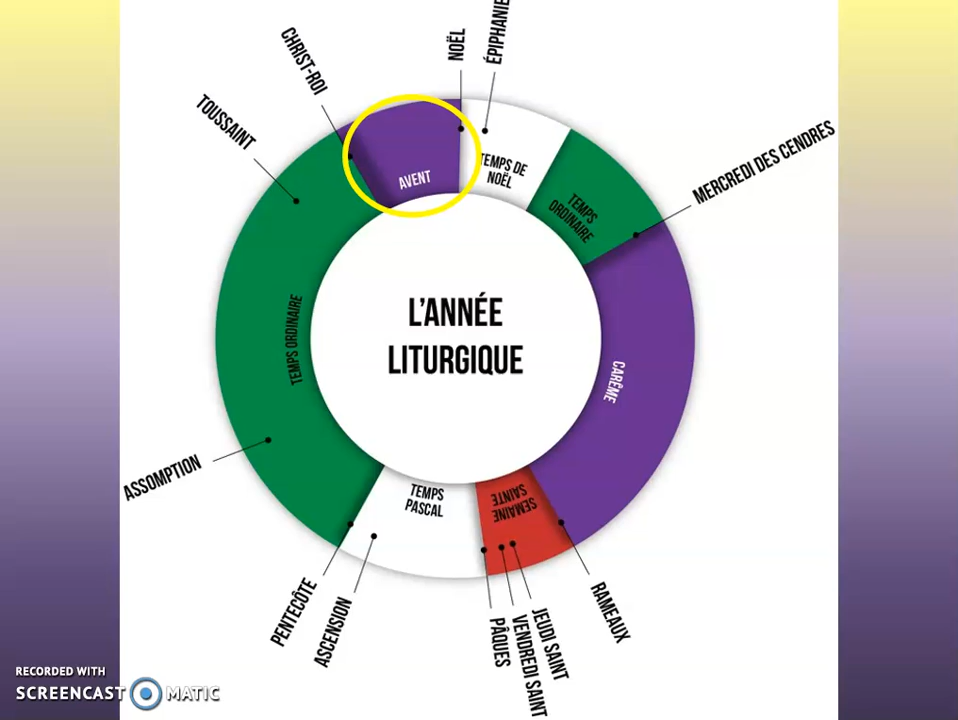 NOËL
ÉPIPHANIE
CHRIST-ROI
TOUSSAINT
MERCREDI DES CENDRES
AVENT
TEMPS DE
NOËL
TEMPS
ORDINAIRE
L'ANNÉE
LITURGIQUE
TEMPS ORDINAIRE
CARÊME
ASSOMPTION
TEMPS
PASCAL
SEMAINE
SAINTE
PENTECÔTE
ASCENSION
PÂQUES
VENDREDI SAINT
JEUDI SAINT
RAMEAUX
RECORDED WITH
SCREENCAST MATIC